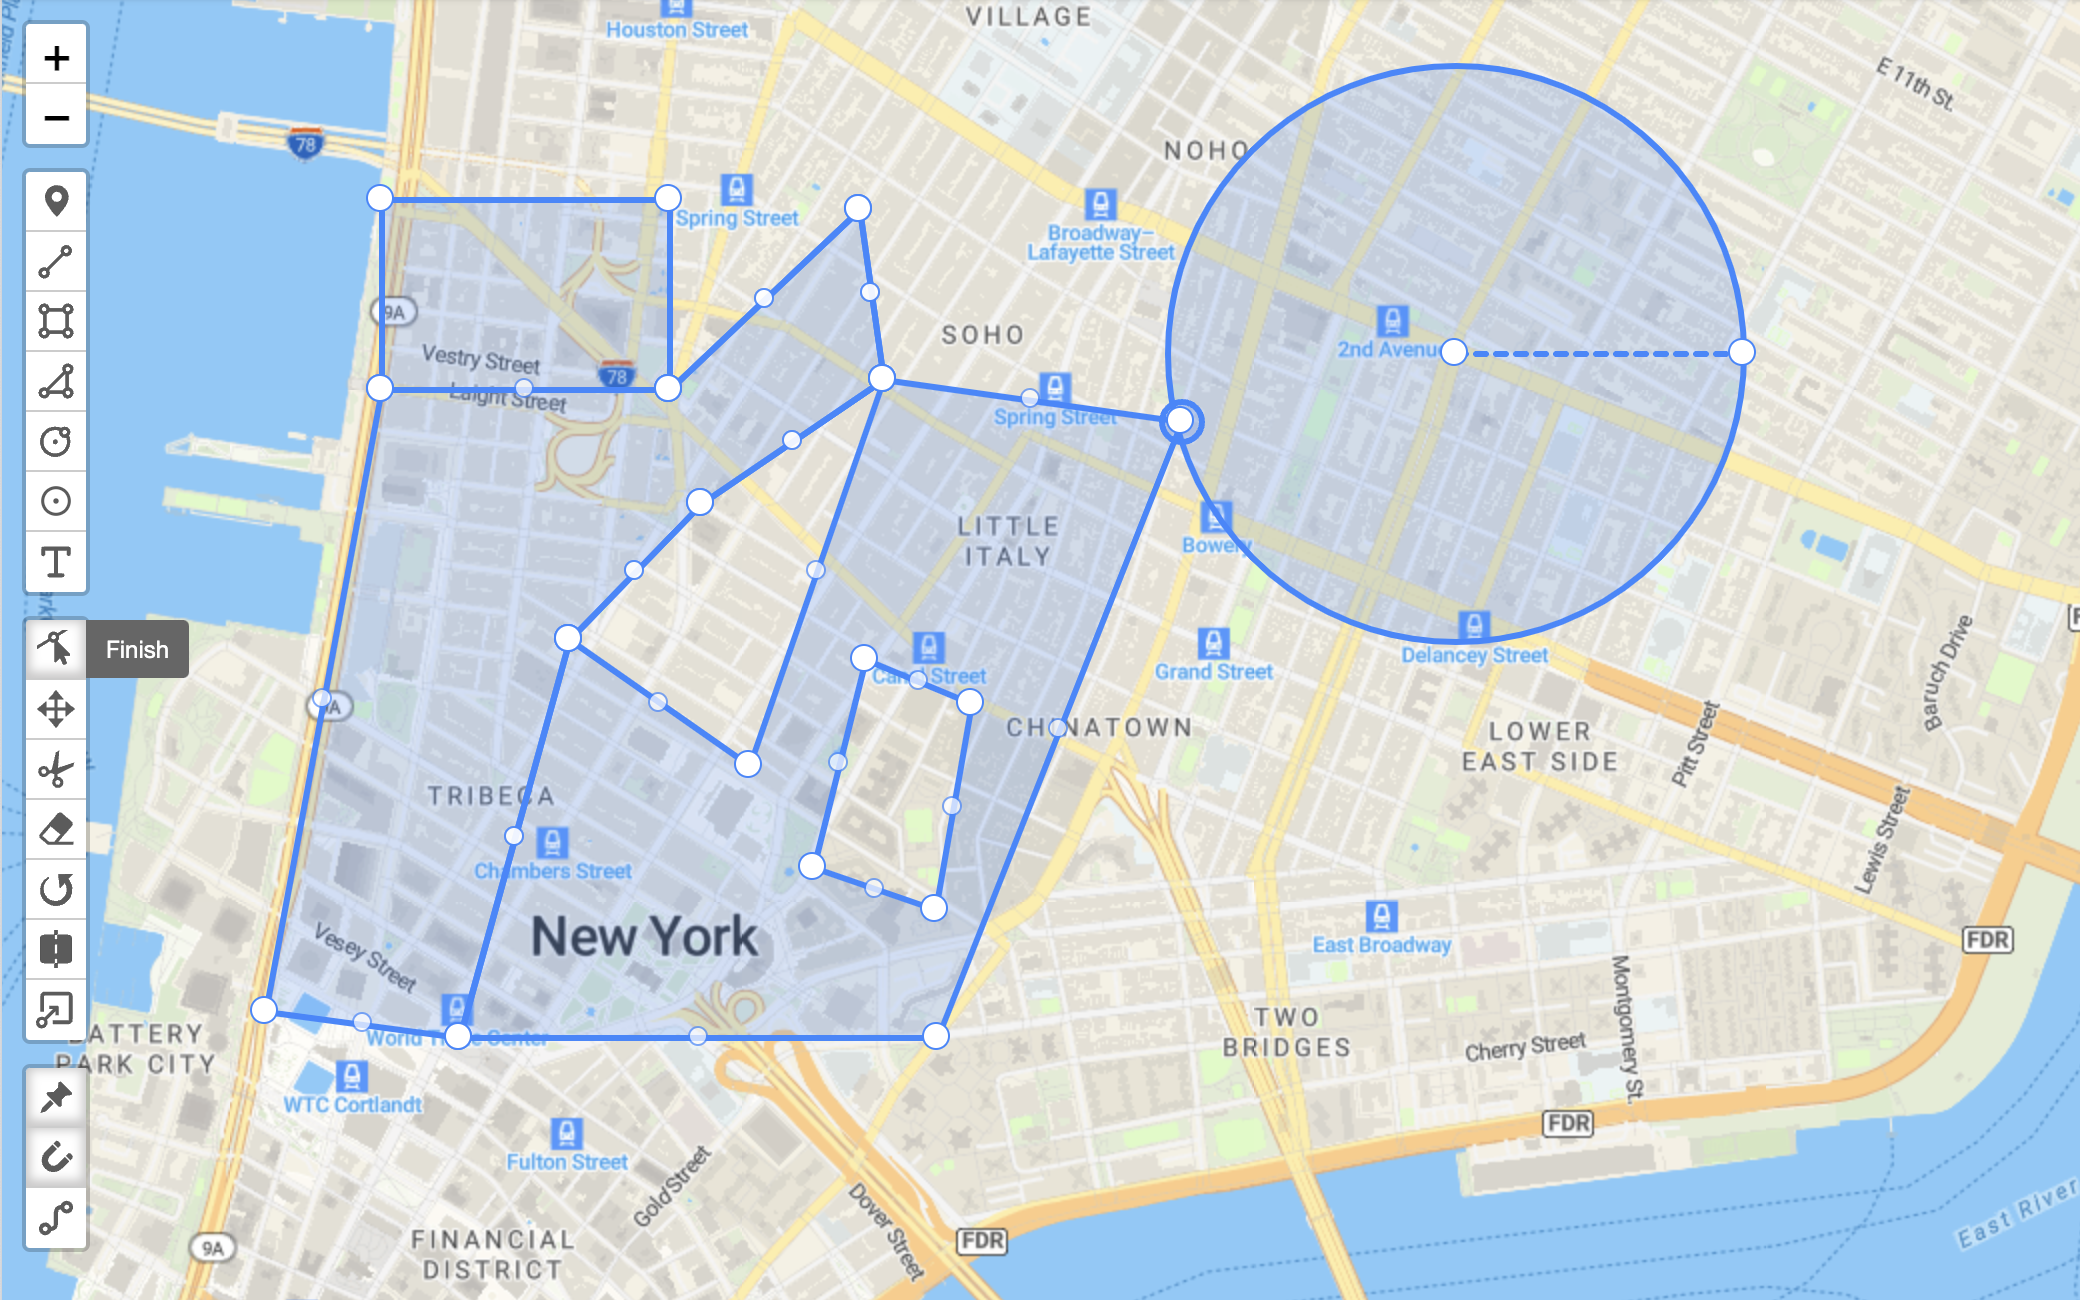 Houston Street
VILLAGE
E 11th St.
78
NOHO
Spring Street
Broadway–
Lafayette Street
9A
SOHO
2nd Avenu
Vestry Street
78
Laight Street
Spring Street
LITTLE
ITALY
Bowery
Finish
Grand Street
Delancey Street
Canal Street
Baruch Drive
CHINATOWN
LOWER
EAST SIDE
Pitt Street
TRIBECA
Chambers Street
Lewis Street
New York
East Broadway
FDR
Vesey Street
World Trade Center
BATTERY
PARK CITY
TWO
BRIDGES
Cherry Street
Montgomery St.
WTC Cortlandt
FDR
Fulton Street
Gold Street
Dover Street
East River
FINANCIAL
DISTRICT
9A
FDR